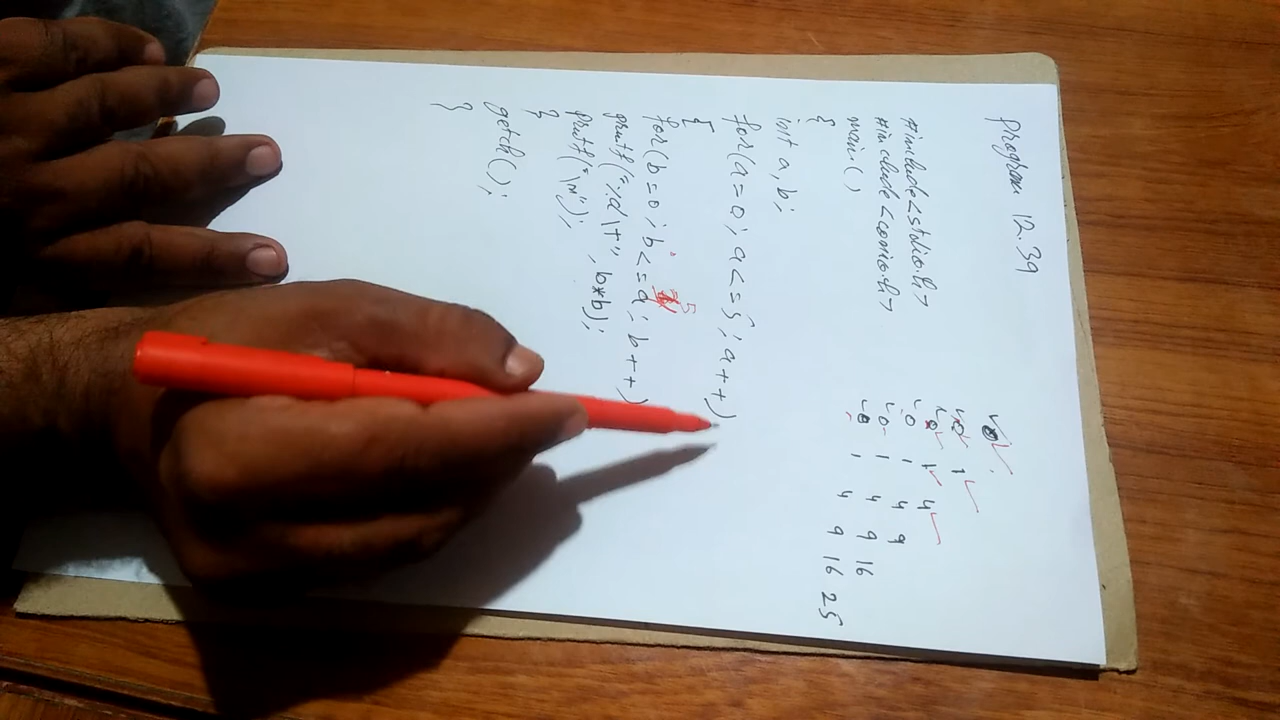 program 12.39
#include<stdio.h>
#include<conio.h>
main()
{
int a,b;
for(a=0; a<=5; a++)
{
for(b=0; b<=a; b++)
5
printf("%d\t", b*b);
printf("\n");
}
getch();
}
0
0 1
0 1 4
0 1 4 9
0 1 4 9 16
0 1 4 9 16 25